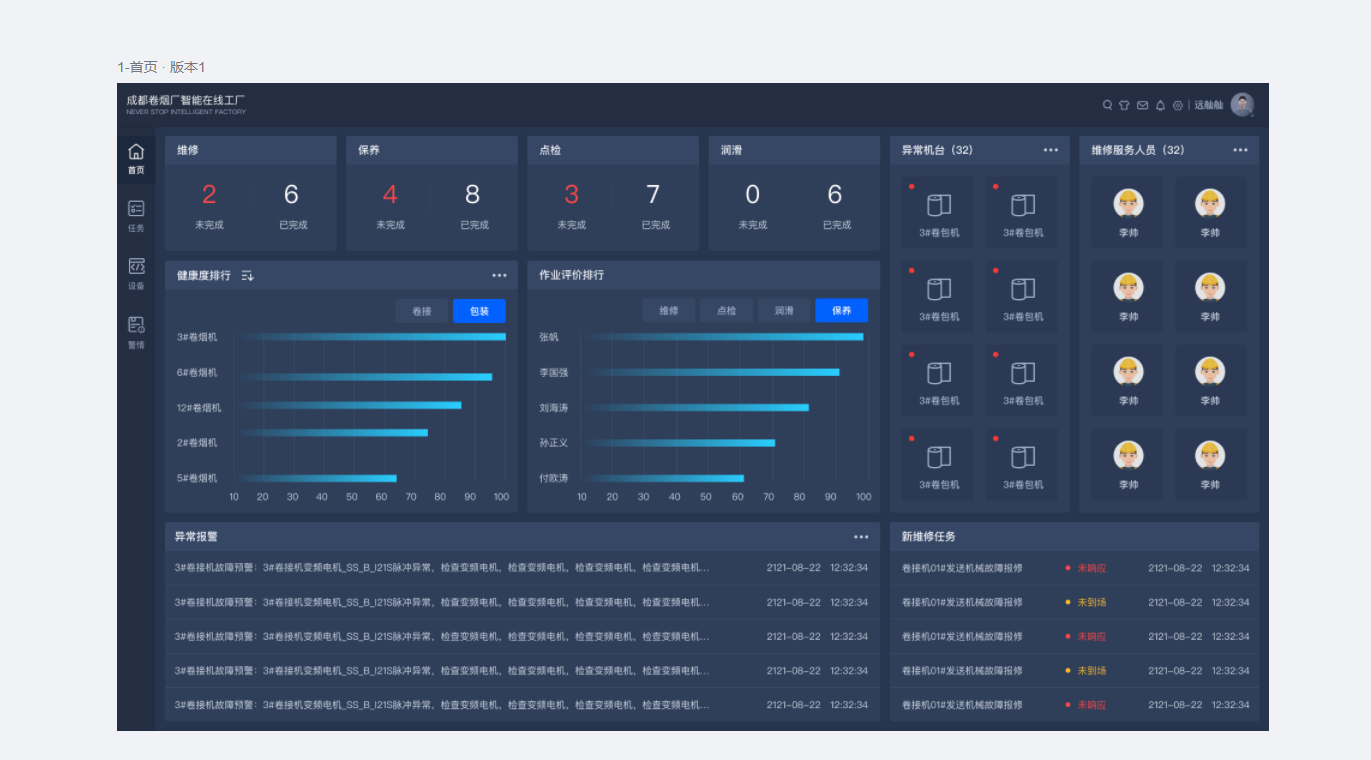 1-首页 · 版本1
成都卷烟厂智能在线工厂
NEVER STOP INTELLIGENT FACTORY
首页
任务
设备
警情
维修
2 6
未完成 已完成
保养
4 8
未完成 已完成
点检
3 7
未完成 已完成
润滑
0 6
未完成 已完成
健康度排行
卷接 包装
3#卷烟机
6#卷烟机
12#卷烟机
2#卷烟机
5#卷烟机
10 20 30 40 50 60 70 80 90 100
作业评价排行
维修 点检 润滑 保养
张帆
李国强
刘海涛
孙正义
付欧涛
10 20 30 40 50 60 70 80 90 100
异常机台（32）
3#卷包机 3#卷包机
3#卷包机 3#卷包机
3#卷包机 3#卷包机
3#卷包机 3#卷包机
维修服务人员（32）
李帅 李帅
李帅 李帅
李帅 李帅
李帅 李帅
异常报警
3#卷接机故障预警：3#卷接机变频电机_SS_B_I21S脉冲异常，检查变频电机，检查变频电机，检查变频电机，检查变频电机... 2121-08-22 12:32:34
3#卷接机故障预警：3#卷接机变频电机_SS_B_I21S脉冲异常，检查变频电机，检查变频电机，检查变频电机，检查变频电机... 2121-08-22 12:32:34
3#卷接机故障预警：3#卷接机变频电机_SS_B_I21S脉冲异常，检查变频电机，检查变频电机，检查变频电机，检查变频电机... 2121-08-22 12:32:34
3#卷接机故障预警：3#卷接机变频电机_SS_B_I21S脉冲异常，检查变频电机，检查变频电机，检查变频电机，检查变频电机... 2121-08-22 12:32:34
3#卷接机故障预警：3#卷接机变频电机_SS_B_I21S脉冲异常，检查变频电机，检查变频电机，检查变频电机，检查变频电机... 2121-08-22 12:32:34
新维修任务
卷接机01#发送机械故障报修 未响应 2121-08-22 12:32:34
卷接机01#发送机械故障报修 未到场 2121-08-22 12:32:34
卷接机01#发送机械故障报修 未响应 2121-08-22 12:32:34
卷接机01#发送机械故障报修 未到场 2121-08-22 12:32:34
卷接机01#发送机械故障报修 未响应 2121-08-22 12:32:34